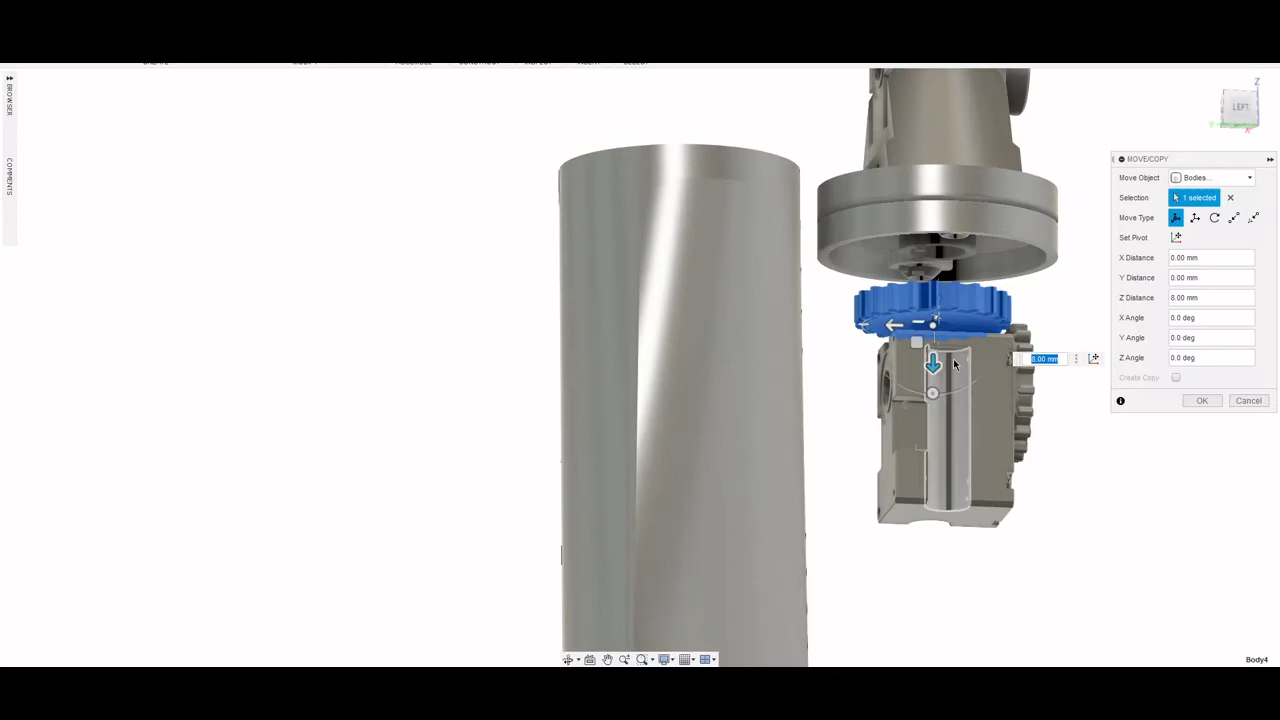 BROWSER
COMMENTS
Z
LEFT
MOVE/COPY
Move Object Bodies...
Selection 1 selected
Move Type
Set Pivot
X Distance 0.00 mm
Y Distance 0.00 mm
Z Distance 8.00 mm
X Angle 0.0 deg
Y Angle 0.0 deg
Z Angle 0.0 deg
Create Copy
OK Cancel
8.00 mm
Body4